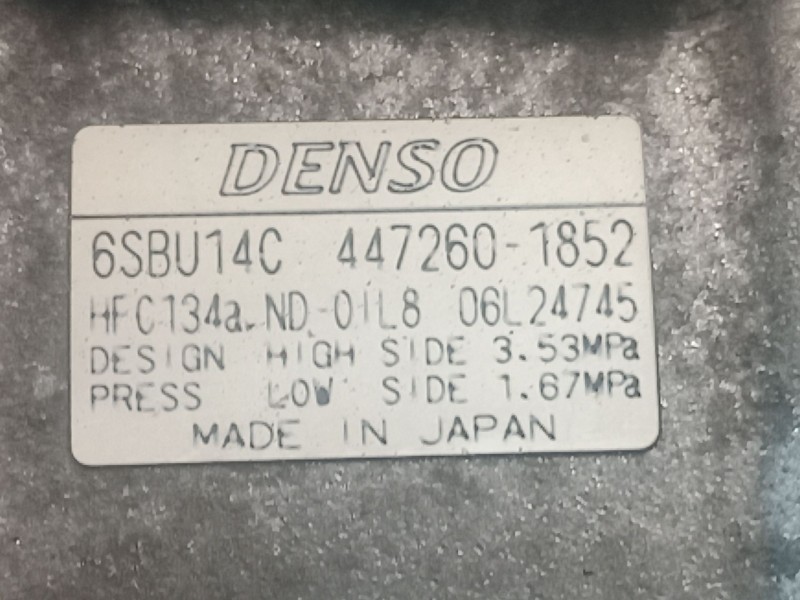 DENSO
6SBU14C 447260-1852
HFC134a ND-OIL8 06L24745
DESIGN HIGH SIDE 3.53MPa
PRESS LOW SIDE 1.67MPa
MADE IN JAPAN